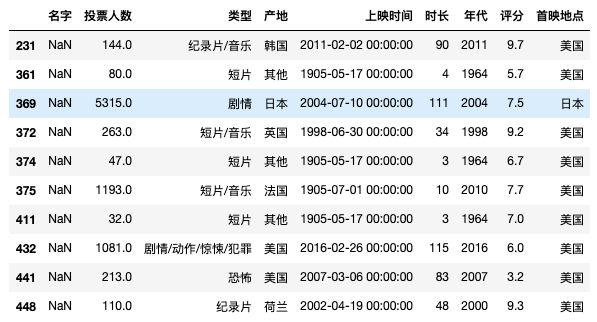 名字 投票人数 类型 产地 上映时间 时长 年代 评分 首映地点
231 NaN 144.0 纪录片/音乐 韩国 2011-02-02 00:00:00 90 2011 9.7 美国
361 NaN 80.0 短片 其他 1905-05-17 00:00:00 4 1964 5.7 美国
369 NaN 5315.0 剧情 日本 2004-07-10 00:00:00 111 2004 7.5 日本
372 NaN 263.0 短片/音乐 英国 1998-06-30 00:00:00 34 1998 9.2 美国
374 NaN 47.0 短片 其他 1905-05-17 00:00:00 3 1964 6.7 美国
375 NaN 1193.0 短片/音乐 法国 1905-07-01 00:00:00 10 2010 7.7 美国
411 NaN 32.0 短片 其他 1905-05-17 00:00:00 3 1964 7.0 美国
432 NaN 1081.0 剧情/动作/惊悚/犯罪 美国 2016-02-26 00:00:00 115 2016 6.0 美国
441 NaN 213.0 恐怖 美国 2007-03-06 00:00:00 83 2007 3.2 美国
448 NaN 110.0 纪录片 荷兰 2002-04-19 00:00:00 48 2000 9.3 美国